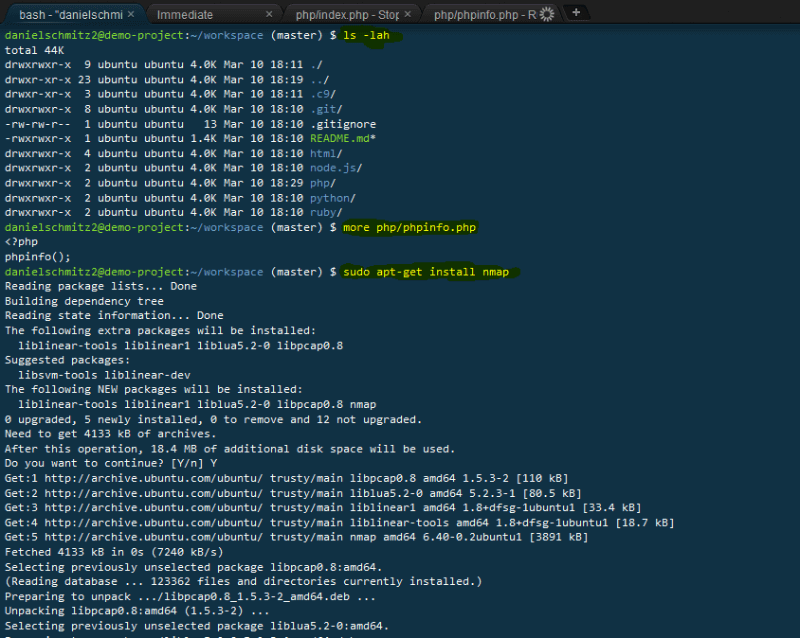 bash - "danielschmi × Immediate × php/index.php - Stop × php/phpinfo.php - R +
danielschmitz2@demo-project:~/workspace (master) $ ls -lah
total 44K
drwxrwxr-x  9 ubuntu ubuntu 4.0K Mar 10 18:11 ./
drwxr-xr-x 23 ubuntu ubuntu 4.0K Mar 10 18:19 ../
drwxr-xr-x  3 ubuntu ubuntu 4.0K Mar 10 18:11 .c9/
drwxrwxr-x  8 ubuntu ubuntu 4.0K Mar 10 18:10 .git/
-rw-rw-r--  1 ubuntu ubuntu   13 Mar 10 18:10 .gitignore
-rwxrwxr-x  1 ubuntu ubuntu 1.4K Mar 10 18:10 README.md*
drwxrwxr-x  4 ubuntu ubuntu 4.0K Mar 10 18:10 html/
drwxrwxr-x  2 ubuntu ubuntu 4.0K Mar 10 18:10 node.js/
drwxrwxr-x  2 ubuntu ubuntu 4.0K Mar 10 18:29 php/
drwxrwxr-x  2 ubuntu ubuntu 4.0K Mar 10 18:10 python/
drwxrwxr-x  2 ubuntu ubuntu 4.0K Mar 10 18:10 ruby/
danielschmitz2@demo-project:~/workspace (master) $ more php/phpinfo.php
<?php
phpinfo();
danielschmitz2@demo-project:~/workspace (master) $ sudo apt-get install nmap
Reading package lists... Done
Building dependency tree
Reading state information... Done
The following extra packages will be installed:
  liblinear-tools liblinear1 liblua5.2-0 libpcap0.8
Suggested packages:
  libsvm-tools liblinear-dev
The following NEW packages will be installed:
  liblinear-tools liblinear1 liblua5.2-0 libpcap0.8 nmap
0 upgraded, 5 newly installed, 0 to remove and 12 not upgraded.
Need to get 4133 kB of archives.
After this operation, 18.4 MB of additional disk space will be used.
Do you want to continue? [Y/n] Y
Get:1 http://archive.ubuntu.com/ubuntu/ trusty/main libpcap0.8 amd64 1.5.3-2 [110 kB]
Get:2 http://archive.ubuntu.com/ubuntu/ trusty/main liblua5.2-0 amd64 5.2.3-1 [80.5 kB]
Get:3 http://archive.ubuntu.com/ubuntu/ trusty/main liblinear1 amd64 1.8+dfsg-1ubuntu1 [33.4 kB]
Get:4 http://archive.ubuntu.com/ubuntu/ trusty/main liblinear-tools amd64 1.8+dfsg-1ubuntu1 [18.7 kB]
Get:5 http://archive.ubuntu.com/ubuntu/ trusty/main nmap amd64 6.40-0.2ubuntu1 [3891 kB]
Fetched 4133 kB in 0s (7240 kB/s)
Selecting previously unselected package libpcap0.8:amd64.
(Reading database ... 123362 files and directories currently installed.)
Preparing to unpack .../libpcap0.8_1.5.3-2_amd64.deb ...
Unpacking libpcap0.8:amd64 (1.5.3-2) ...
Selecting previously unselected package liblua5.2-0:amd64.